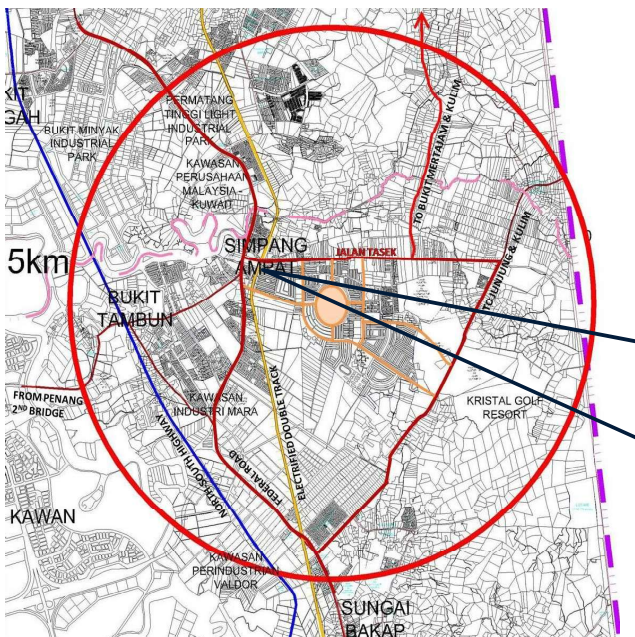 KIT
GAH
BUKIT MINYAK
INDUSTRIAL
PARK
PERMATANG
TINGGI LIGHT
INDUSTRIAL
PARK
KAWASAN
PERUSAHAAN
MALAYSIA -
KUWAIT
TO BUKIT MERTAJAM & KULIM
SIMPANG
AMPAT
JALAN TASEK
TO JUNJUNG & KULIM
5km
BUKIT
TAMBUN
FROM PENANG
2ND BRIDGE
KAWASAN
INDUSTRI MARA
KRISTAL GOLF
RESORT
NORTH-SOUTH HIGHWAY
FEDERAL ROAD
ELECTRIFIED DOUBLE TRACK
KAWAN
KAWASAN
PERINDUSTRIAN
VALDOR
SUNGAI
BAKAP